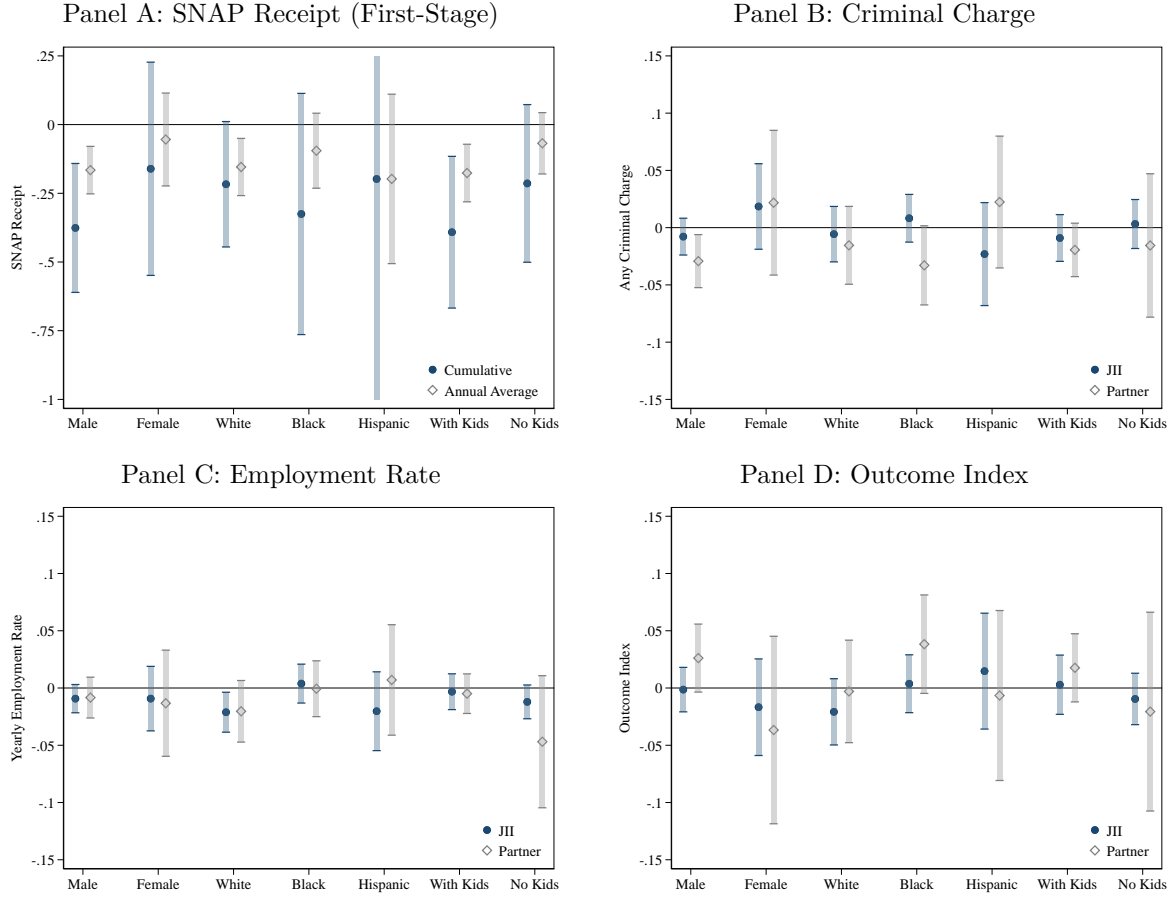 Panel A: SNAP Receipt (First-Stage)
SNAP Receipt
.25
0
-.25
-.5
-.75
-1
Cumulative
Annual Average
Male Female White Black Hispanic With Kids No Kids
Panel B: Criminal Charge
Any Criminal Charge
.15
.1
.05
0
-.05
-.1
-.15
JII
Partner
Male Female White Black Hispanic With Kids No Kids
Panel C: Employment Rate
Yearly Employment Rate
.15
.1
.05
0
-.05
-.1
-.15
JII
Partner
Male Female White Black Hispanic With Kids No Kids
Panel D: Outcome Index
Outcome Index
.15
.1
.05
0
-.05
-.1
-.15
JII
Partner
Male Female White Black Hispanic With Kids No Kids